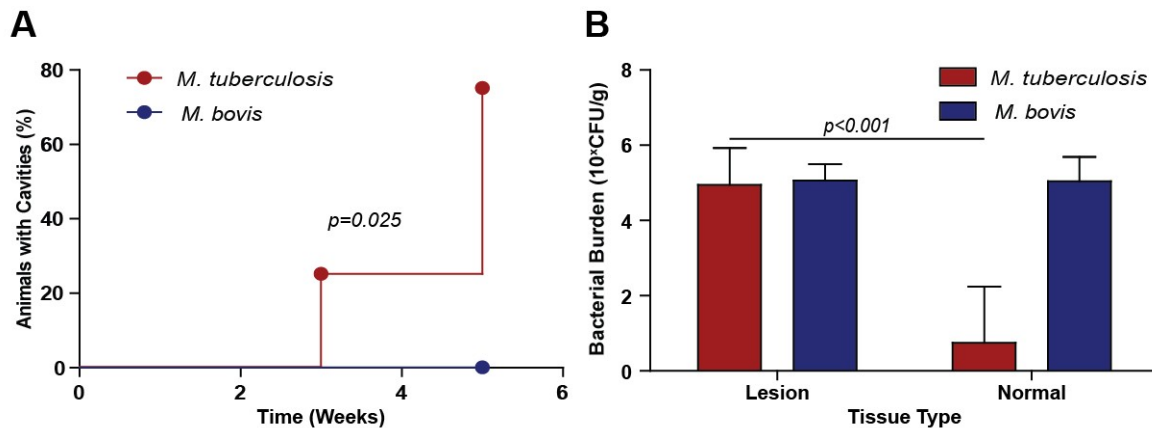 A
M. tuberculosis
M. bovis
p=0.025
Animals with Cavities (%)
80
60
40
20
0
0 2 4 6
Time (Weeks)
B
M. tuberculosis
M. bovis
p<0.001
Bacterial Burden (10ˣCFU/g)
8
6
4
2
0
Lesion Normal
Tissue Type